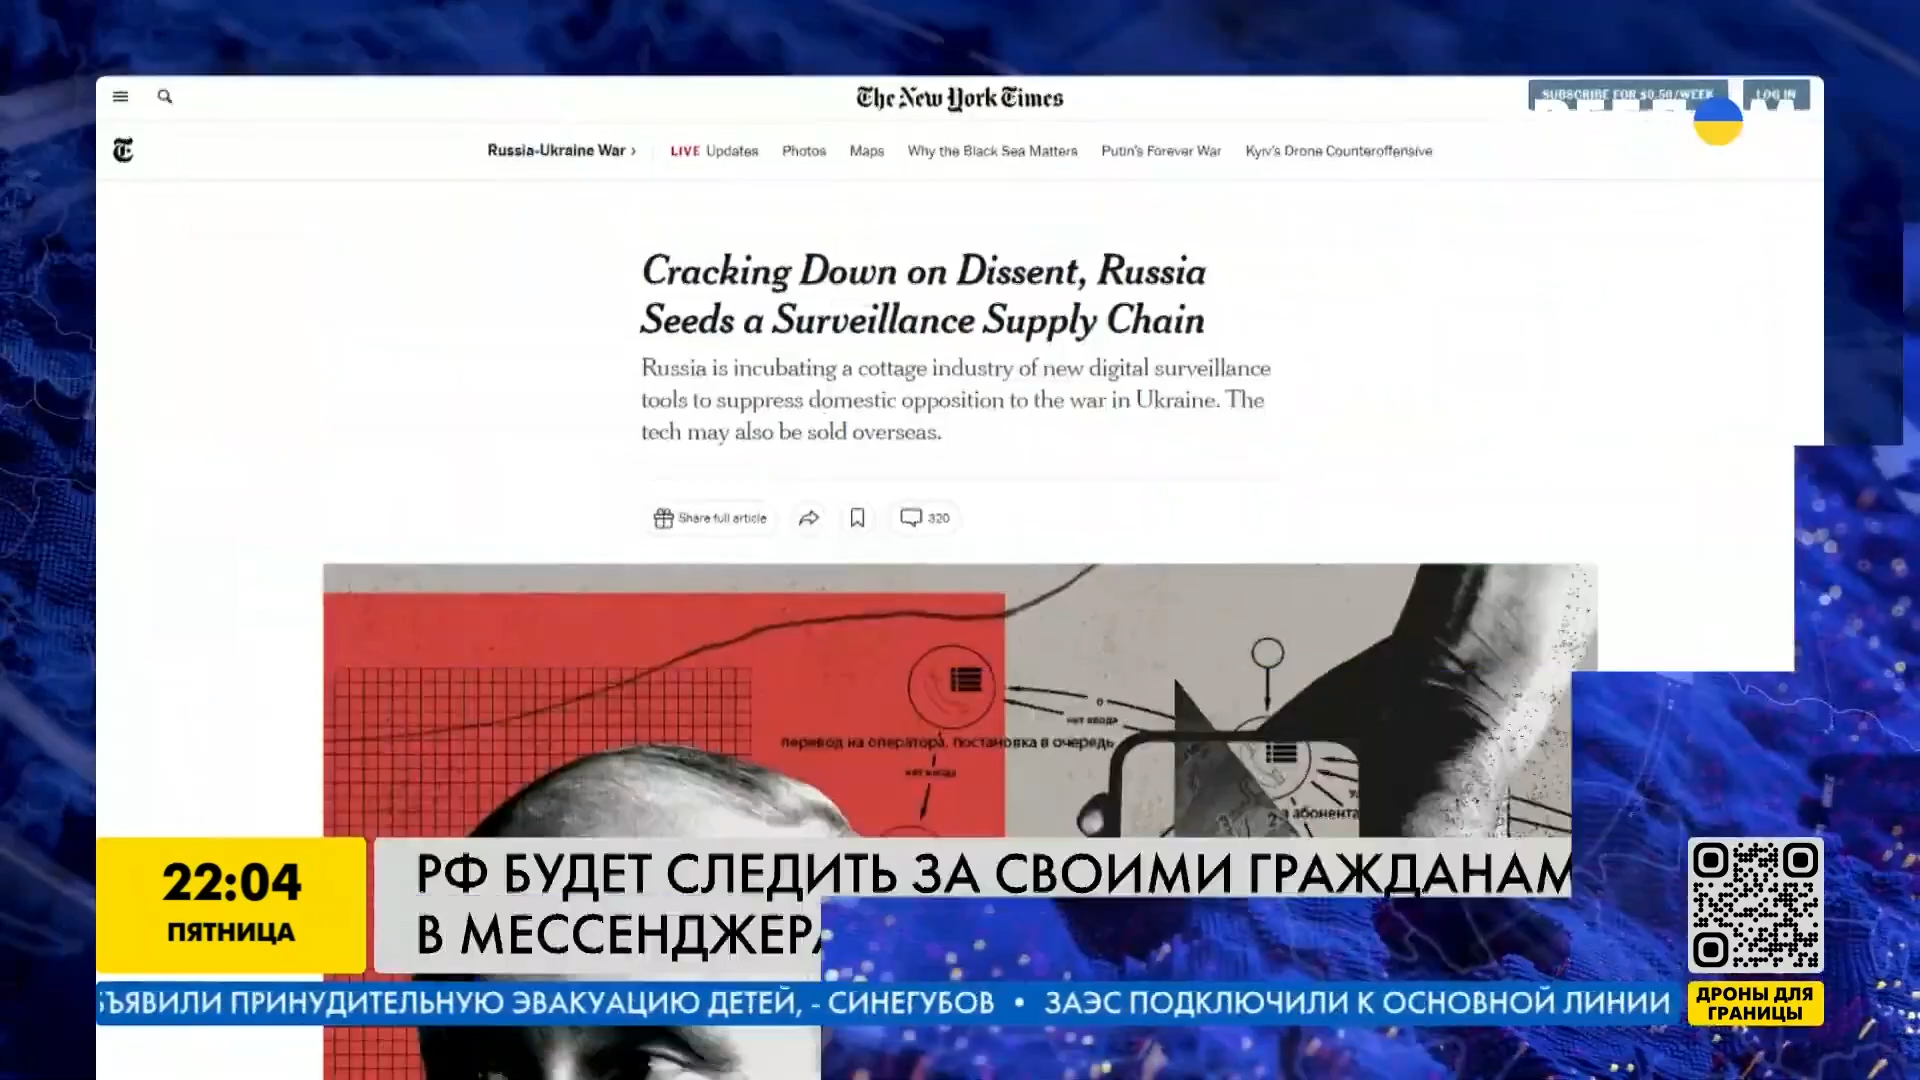 The New York Times
SUBSCRIBE FOR $0.50/WEEK
LOG IN
Russia-Ukraine War ›
LIVE Updates
Photos
Maps
Why the Black Sea Matters
Putin's Forever War
Kyiv's Drone Counteroffensive
Cracking Down on Dissent, Russia
Seeds a Surveillance Supply Chain
Russia is incubating a cottage industry of new digital surveillance
tools to suppress domestic opposition to the war in Ukraine. The
tech may also be sold overseas.
Share full article
320
нет ввода
перевод на оператора, постановка в очередь
нет ввода
абонента
22:04
ПЯТНИЦА
РФ БУДЕТ СЛЕДИТЬ ЗА СВОИМИ ГРАЖДАНАМ
В МЕССЕНДЖЕРА
ЪЯВИЛИ ПРИНУДИТЕЛЬНУЮ ЭВАКУАЦИЮ ДЕТЕЙ, - СИНЕГУБОВ • ЗАЭС ПОДКЛЮЧИЛИ К ОСНОВНОЙ ЛИНИИ
ДРОНЫ ДЛЯ
ГРАНИЦЫ